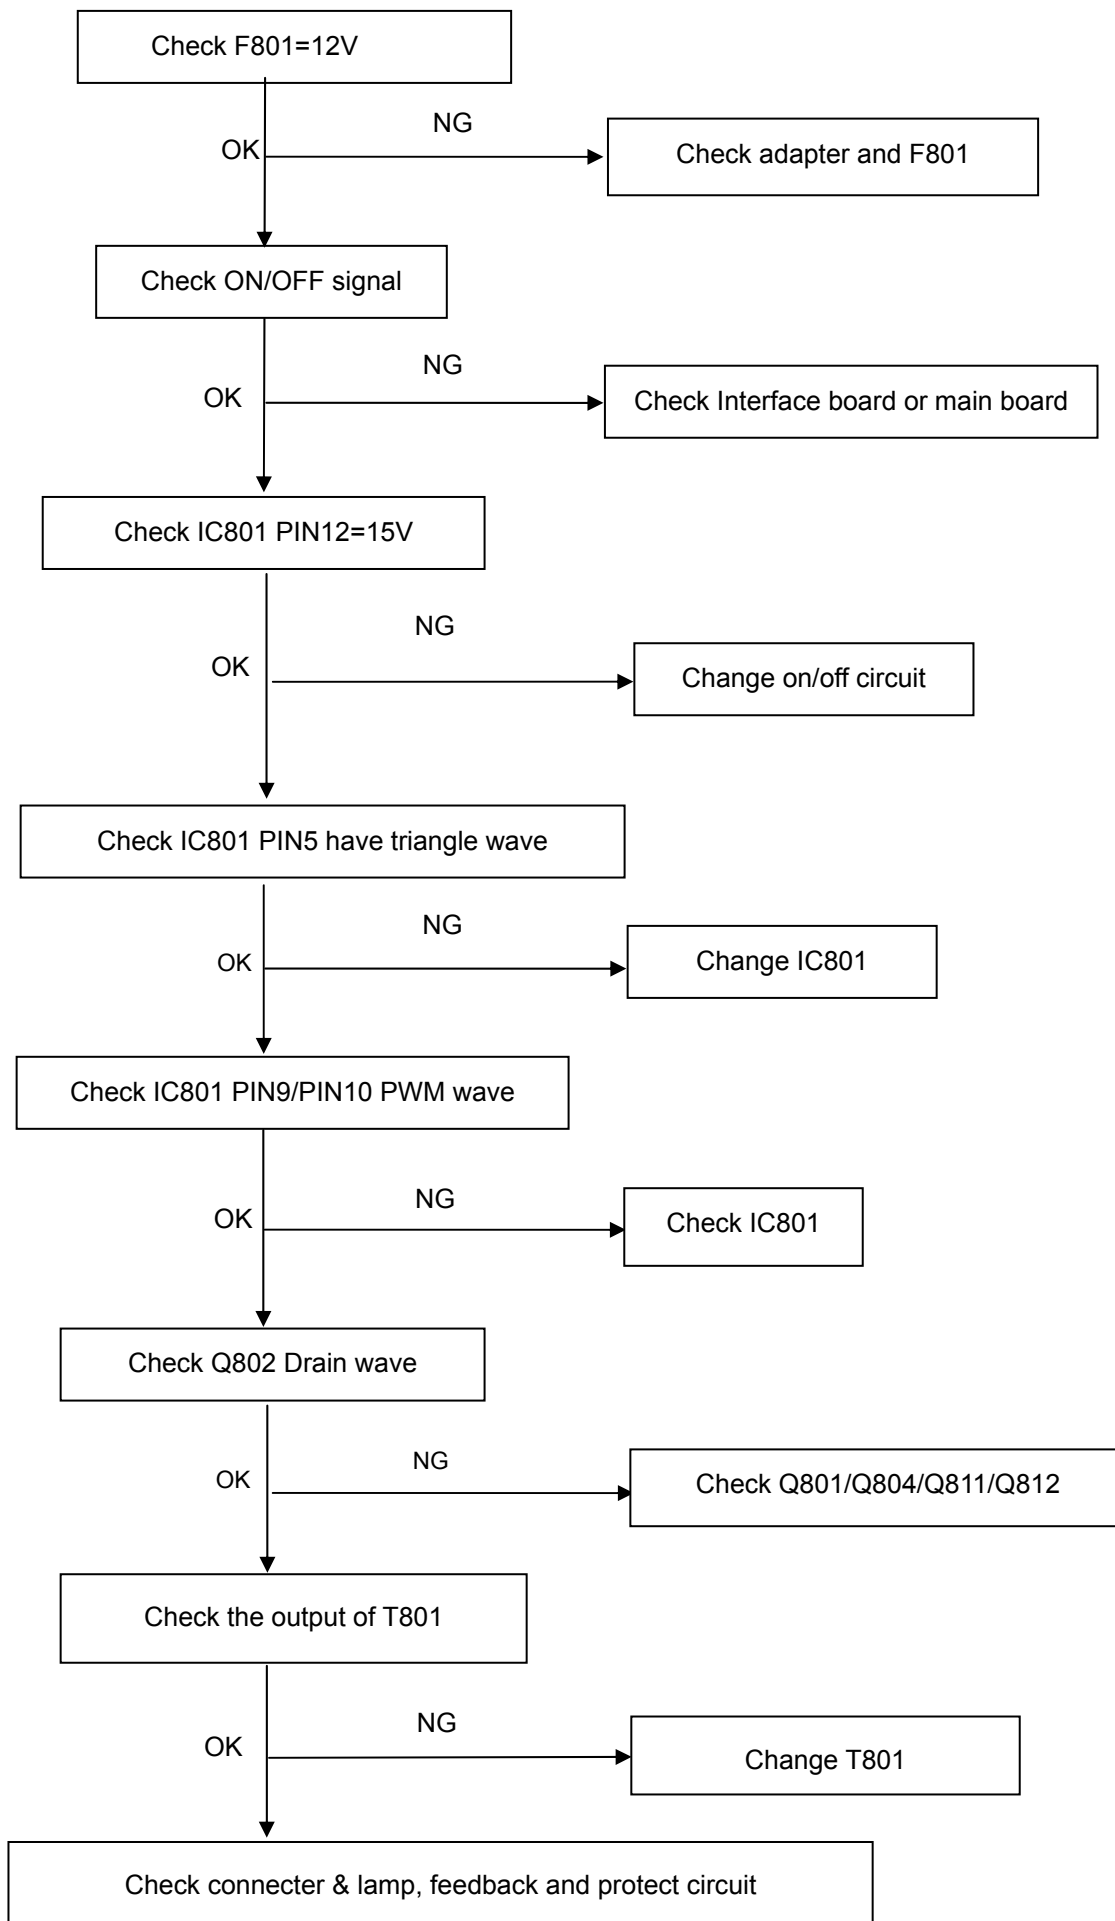 Check F801=12V
NG
OK
Check adapter and F801
Check ON/OFF signal
NG
OK
Check Interface board or main board
Check IC801 PIN12=15V
NG
OK
Change on/off circuit
Check IC801 PIN5 have triangle wave
NG
OK
Change IC801
Check IC801 PIN9/PIN10 PWM wave
NG
OK
Check IC801
Check Q802 Drain wave
NG
OK
Check Q801/Q804/Q811/Q812
Check the output of T801
NG
OK
Change T801
Check connecter & lamp, feedback and protect circuit